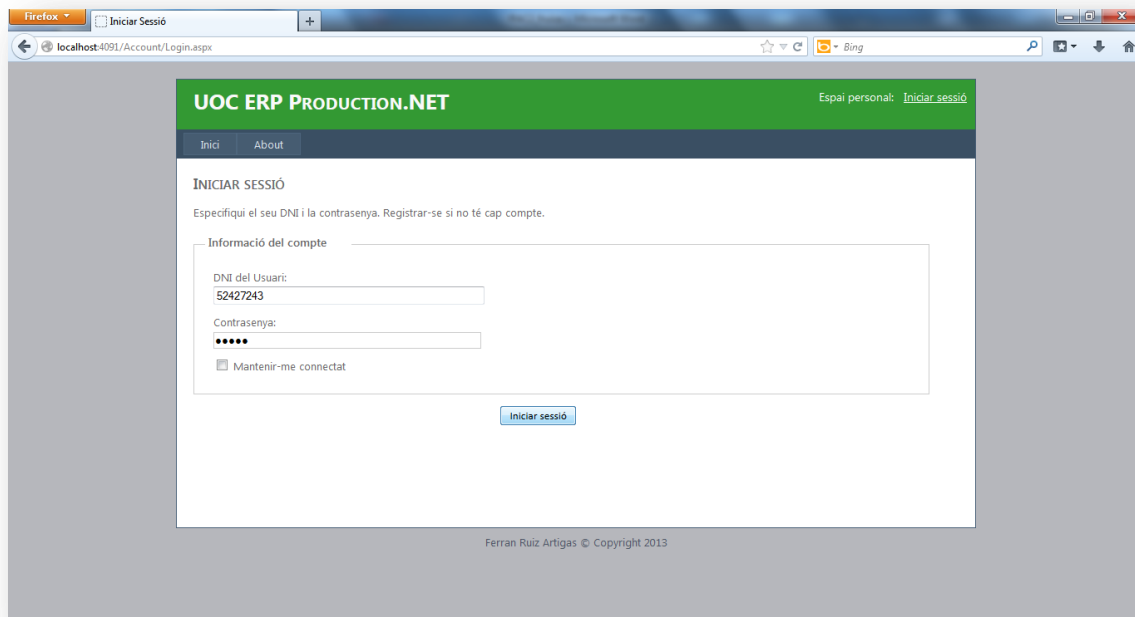 Firefox
Iniciar Sessió
localhost:4091/Account/Login.aspx
Bing
UOC ERP PRODUCTION.NET
Espai personal: Iniciar sessió
Inici About
INICIAR SESSIÓ
Especifiqui el seu DNI i la contrasenya. Registrar-se si no té cap compte.
Informació del compte
DNI del Usuari:
52427243
Contrasenya:
•••••
Mantenir-me connectat
Iniciar sessió
Ferran Ruiz Artigas © Copyright 2013